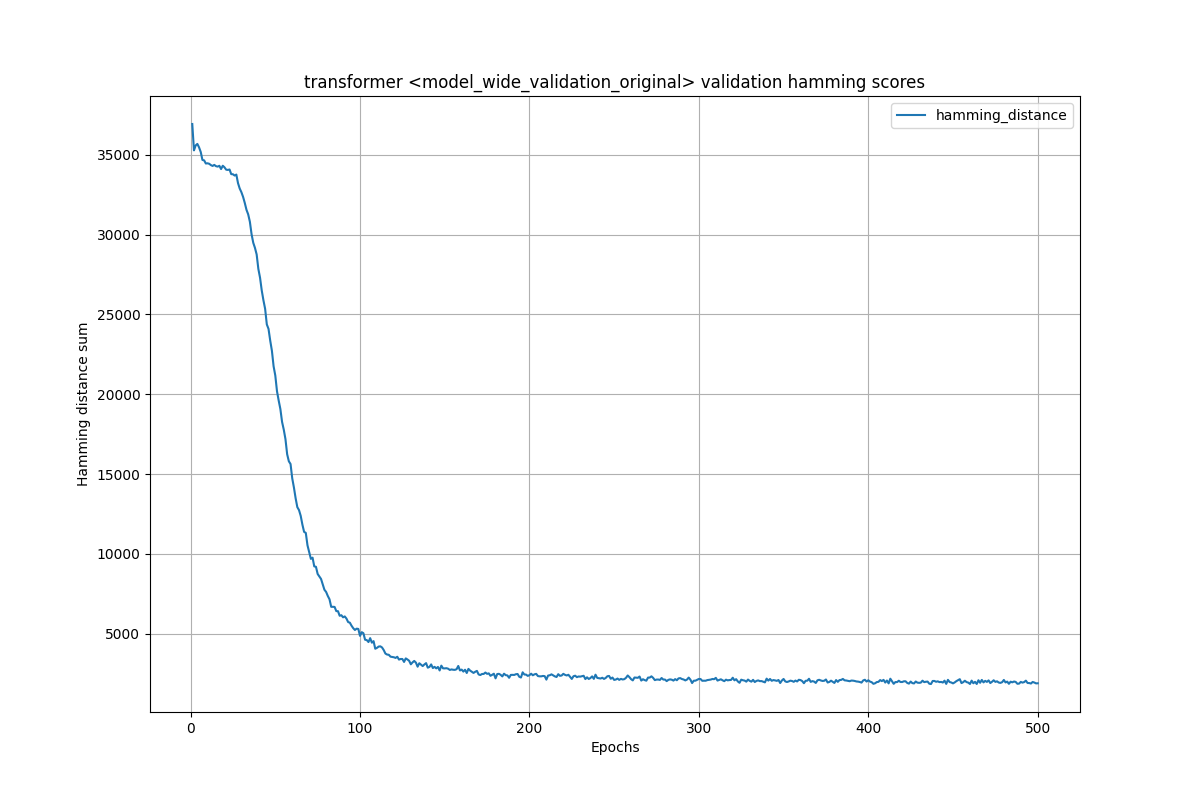 transformer <model_wide_validation_original> validation hamming scores
hamming_distance
35000
30000
25000
20000
15000
10000
5000
Hamming distance sum
0 100 200 300 400 500
Epochs